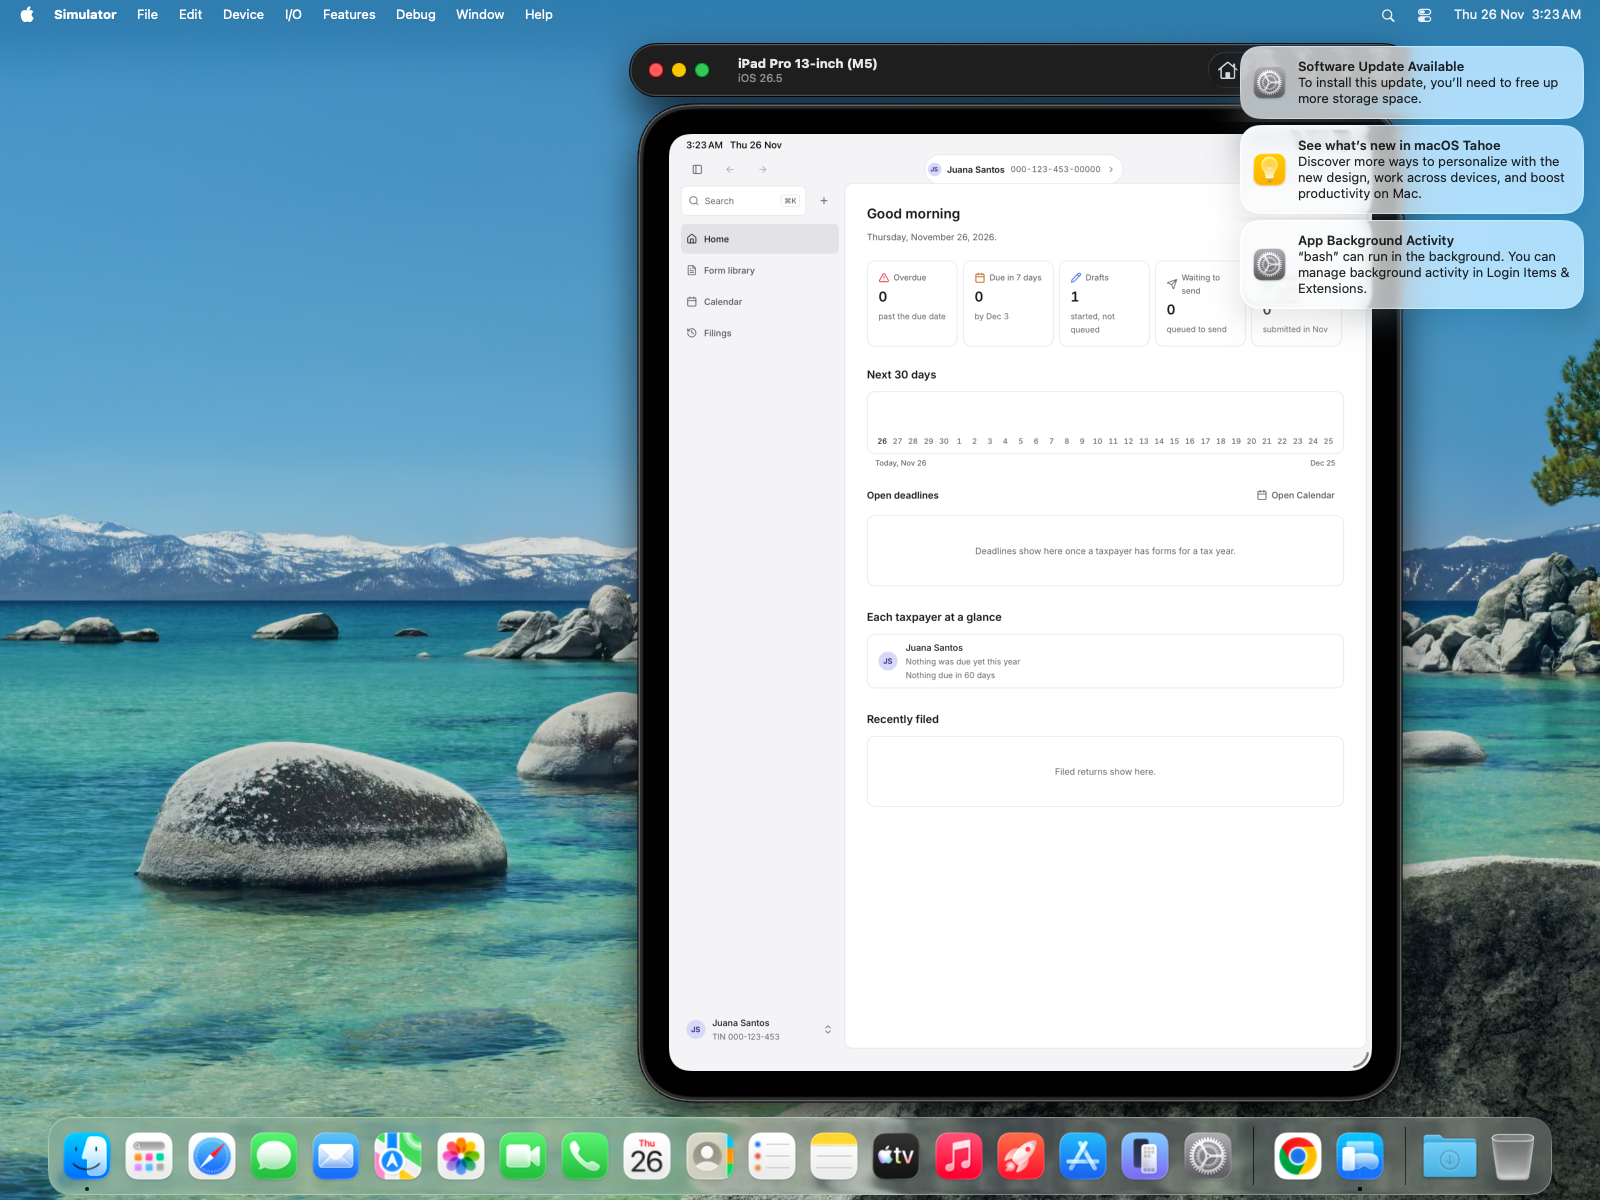 Simulator File Edit Device I/O Features Debug Window Help
Thu 26 Nov 3:23 AM
iPad Pro 13-inch (M5)
iOS 26.5
Software Update Available
To install this update, you'll need to free up
more storage space.
See what's new in macOS Tahoe
Discover more ways to personalize with the
new design, work across devices, and boost
productivity on Mac.
App Background Activity
"bash" can run in the background. You can
manage background activity in Login Items &
Extensions.
3:23 AM Thu 26 Nov
JS Juana Santos 000-123-453-00000
Search ⌘K
Home
Form library
Calendar
Filings
Good morning
Thursday, November 26, 2026.
Overdue
0
past the due date
Due in 7 days
0
by Dec 3
Drafts
1
started, not
queued
Waiting to
send
0
queued to send
0
submitted in Nov
Next 30 days
26 27 28 29 30 1 2 3 4 5 6 7 8 9 10 11 12 13 14 15 16 17 18 19 20 21 22 23 24 25
Today, Nov 26
Dec 25
Open deadlines
Open Calendar
Deadlines show here once a taxpayer has forms for a tax year.
Each taxpayer at a glance
JS
Juana Santos
Nothing was due yet this year
Nothing due in 60 days
Recently filed
Filed returns show here.
JS
Juana Santos
TIN 000-123-453
Thu
26
tv